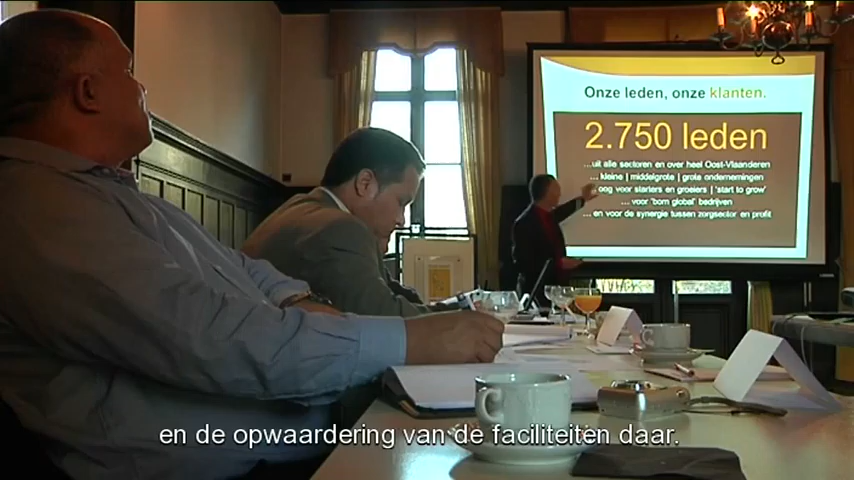 Onze leden, onze klanten.
2.750 leden
...uit alle sectoren en over heel Oost-Vlaanderen
... kleine | middelgrote | grote ondernemingen
oog voor starters en groeiers | 'start to grow'
... voor 'born global' bedrijven
... en voor de synergie tussen zorgsector en profit
en de opwaardering van de faciliteiten daar.